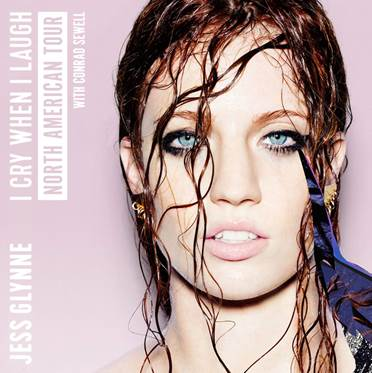 I CRY WHEN I LAUGH
NORTH AMERICAN TOUR
WITH CONRAD SEWELL
JESS GLYNNE